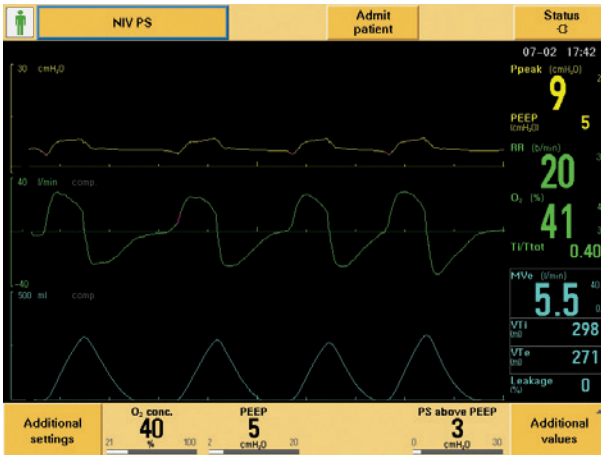 NIV PS
Admit
patient
Status
07-02 17:42
30 cmH₂O
Ppeak (cmH₂O)
9
PEEP
(cmH₂O)
5
RR (b/min)
20
40 l/min comp.
O₂ (%)
41
Ti/Ttot 0.40
-40
MVe (l/min)
5.5
40
500 ml comp
VTi
(ml)
298
VTe
(ml)
271
Leakage
(%)
0
Additional
settings
O₂ conc.
40
21 % 100
PEEP
5
2 cmH₂O 20
PS above PEEP
3
0 cmH₂O 30
Additional
values